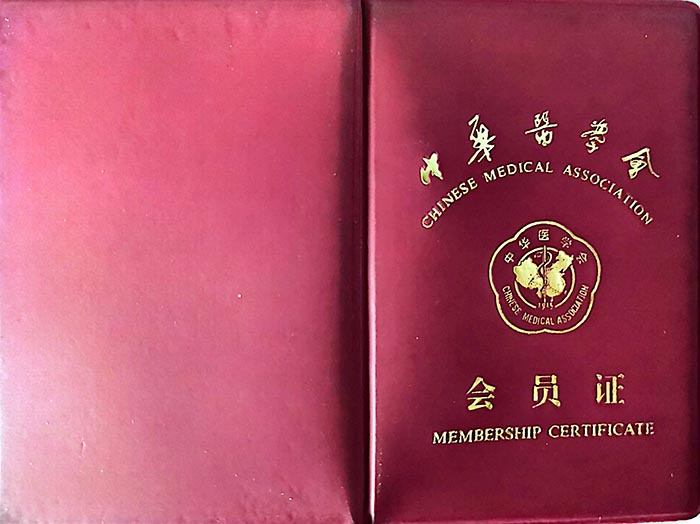 中華醫學會
CHINESE MEDICAL ASSOCIATION
中华医学会
1915
CHINESE MEDICAL ASSOCIATION
会员证
MEMBERSHIP CERTIFICATE